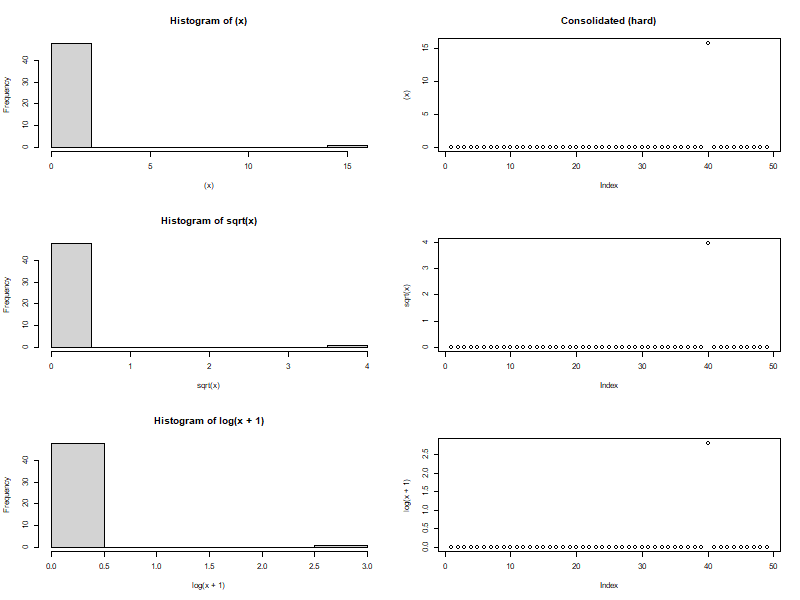 Histogram of (x)
Frequency
0 10 20 30 40
0 5 10 15
(x)
Consolidated (hard)
(x)
0 5 10 15
0 10 20 30 40 50
Index
Histogram of sqrt(x)
Frequency
0 10 20 30 40
0 1 2 3 4
sqrt(x)
sqrt(x)
0 1 2 3 4
0 10 20 30 40 50
Index
Histogram of log(x + 1)
Frequency
0 10 20 30 40
0.0 0.5 1.0 1.5 2.0 2.5 3.0
log(x + 1)
log(x + 1)
0.0 0.5 1.0 1.5 2.0 2.5
0 10 20 30 40 50
Index